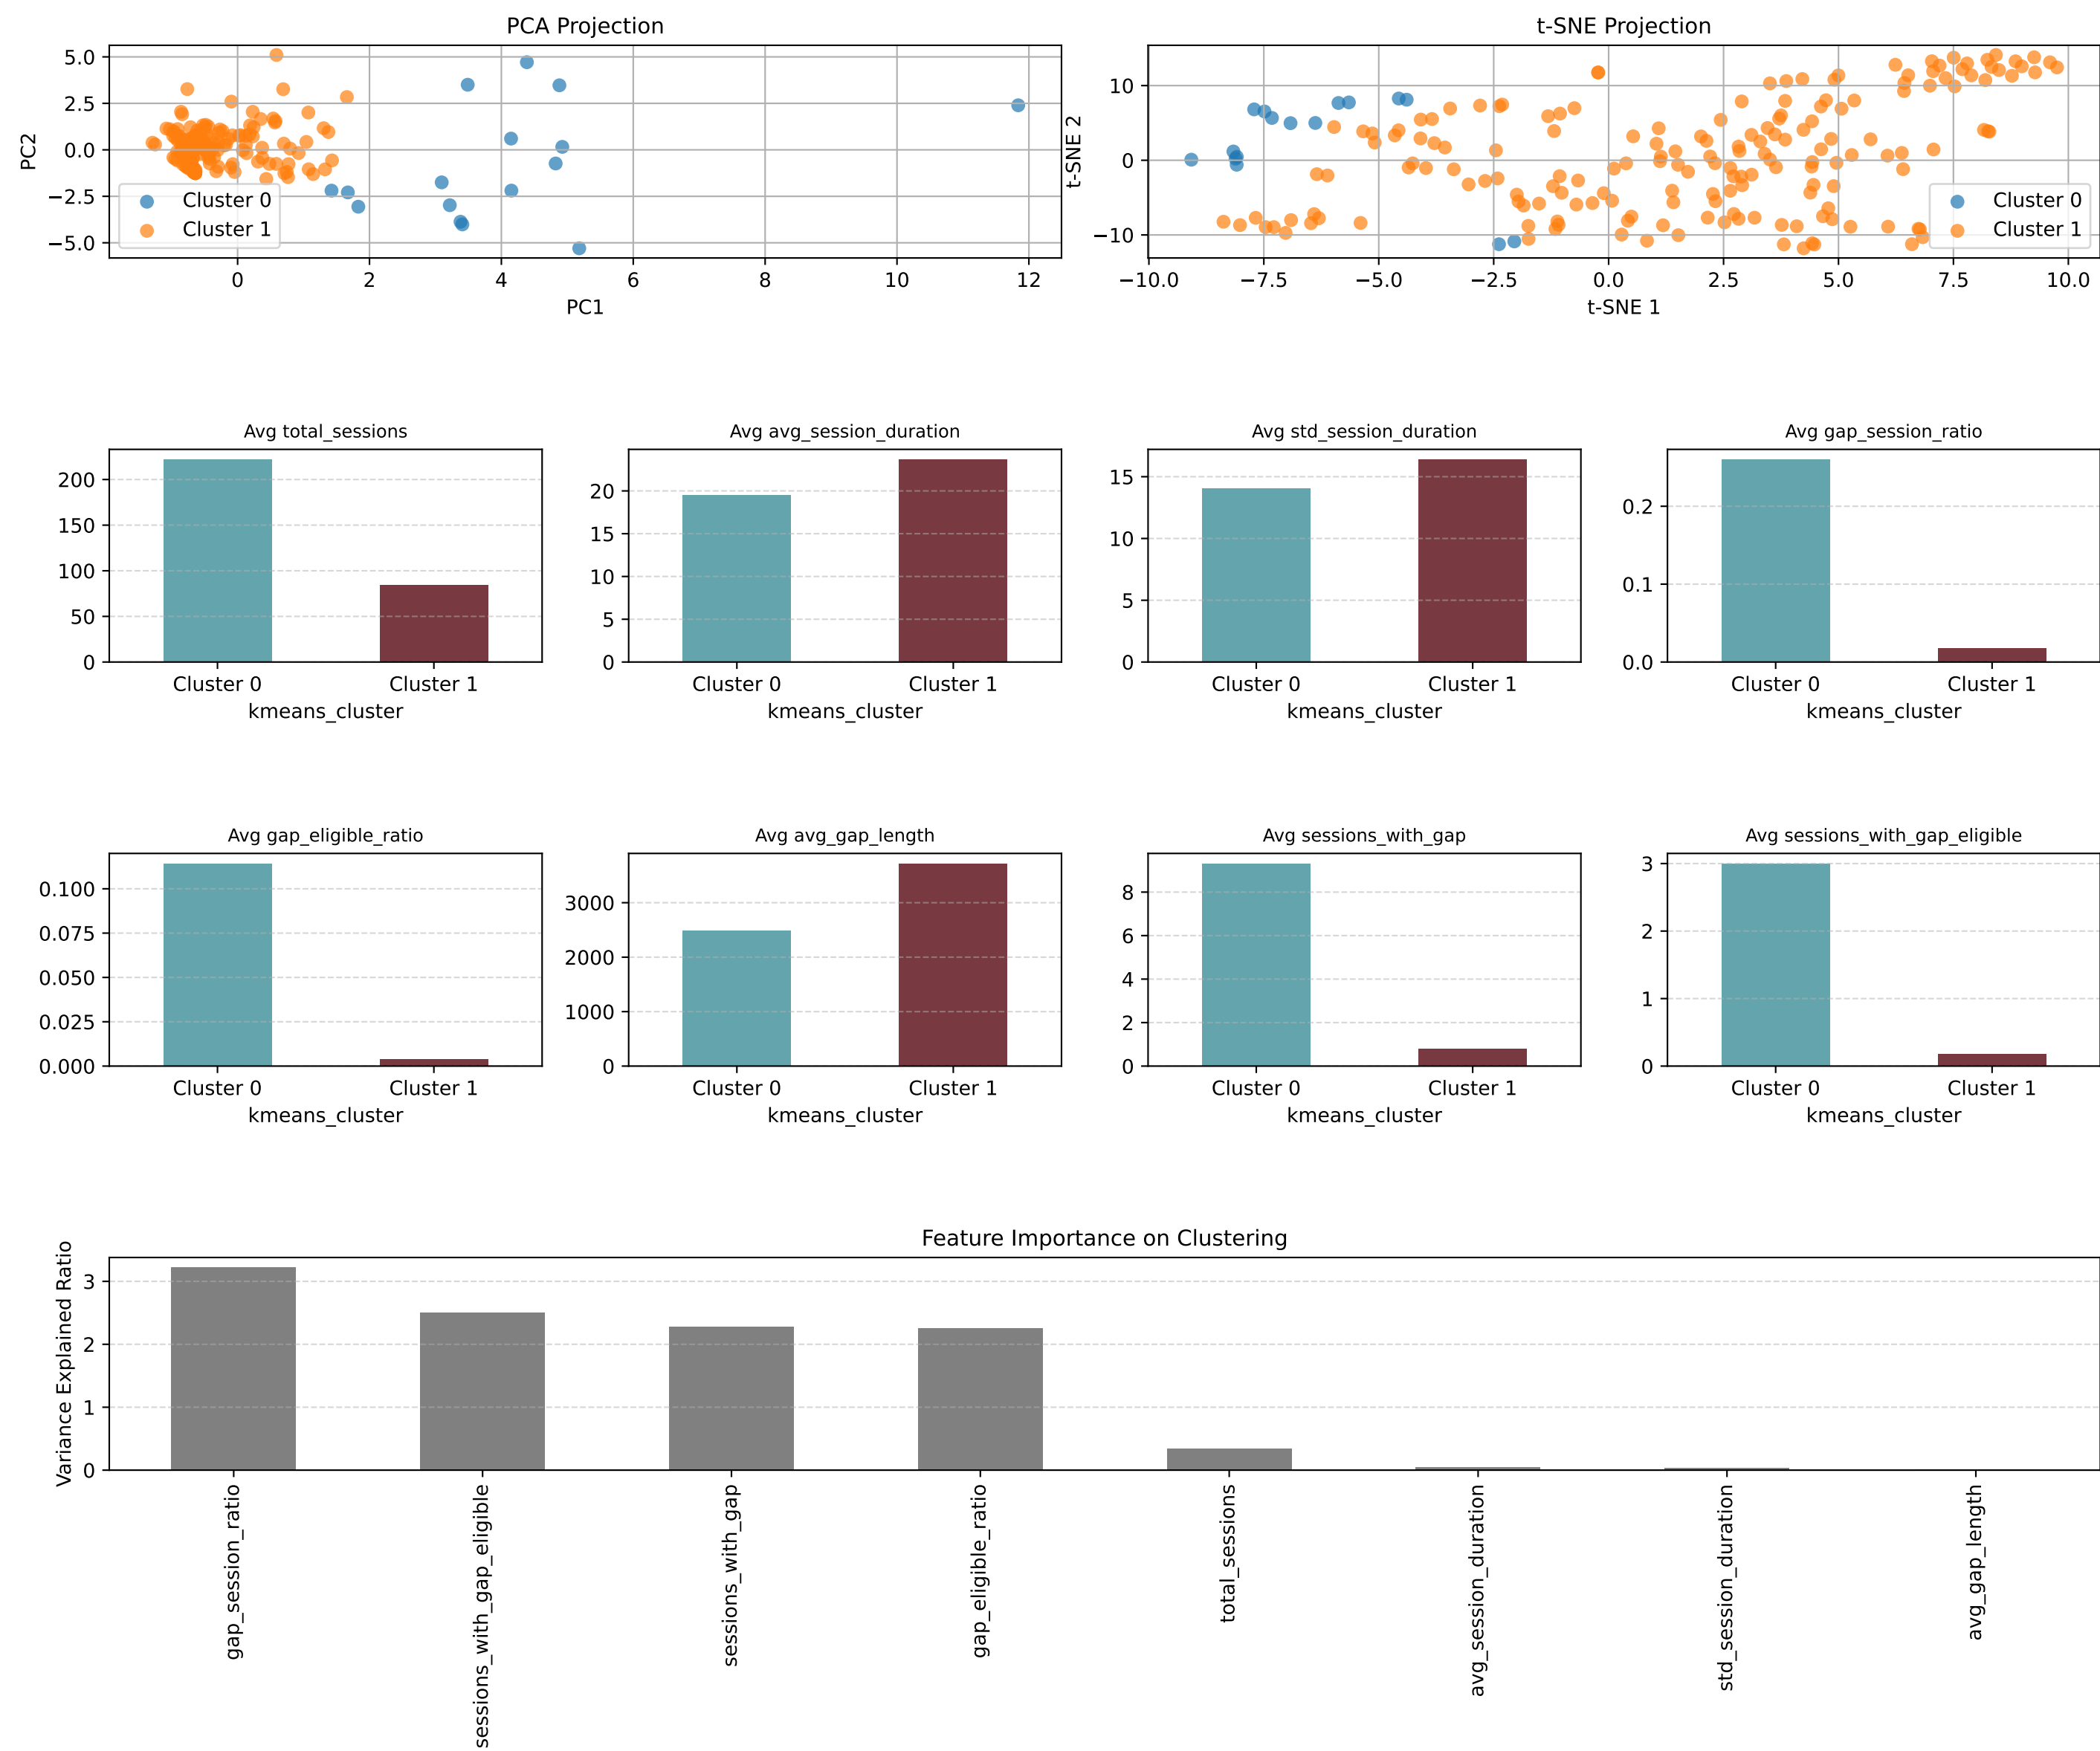 PCA Projection
t-SNE Projection
5.0
2.5
0.0
−2.5
−5.0
PC2
Cluster 0
Cluster 1
0
2
4
6
8
10
12
PC1
10
0
−10
t-SNE 2
Cluster 0
Cluster 1
−10.0
−7.5
−5.0
−2.5
0.0
2.5
5.0
7.5
10.0
t-SNE 1
Avg total_sessions
200
150
100
50
0
Cluster 0
Cluster 1
kmeans_cluster
Avg avg_session_duration
20
15
10
5
0
Cluster 0
Cluster 1
kmeans_cluster
Avg std_session_duration
15
10
5
0
Cluster 0
Cluster 1
kmeans_cluster
Avg gap_session_ratio
0.2
0.1
0.0
Cluster 0
Cluster 1
kmeans_cluster
Avg gap_eligible_ratio
0.100
0.075
0.050
0.025
0.000
Cluster 0
Cluster 1
kmeans_cluster
Avg avg_gap_length
3000
2000
1000
0
Cluster 0
Cluster 1
kmeans_cluster
Avg sessions_with_gap
8
6
4
2
0
Cluster 0
Cluster 1
kmeans_cluster
Avg sessions_with_gap_eligible
3
2
1
0
Cluster 0
Cluster 1
kmeans_cluster
Feature Importance on Clustering
Variance Explained Ratio
3
2
1
0
gap_session_ratio
sessions_with_gap_eligible
sessions_with_gap
gap_eligible_ratio
total_sessions
avg_session_duration
std_session_duration
avg_gap_length